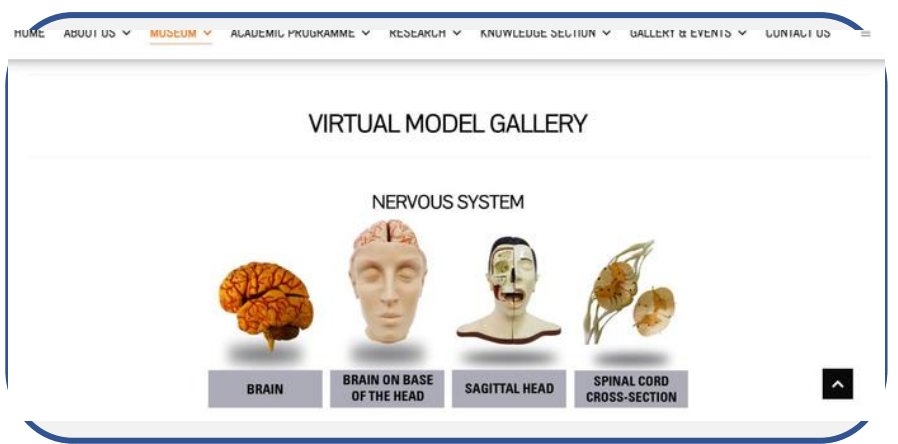 HOME ABOUT US MUSEUM ACADEMIC PROGRAMME RESEARCH KNOWLEDGE SECTION GALLERY & EVENTS CONTACT US
VIRTUAL MODEL GALLERY
NERVOUS SYSTEM
BRAIN
BRAIN ON BASE
OF THE HEAD
SAGITTAL HEAD
SPINAL CORD
CROSS-SECTION